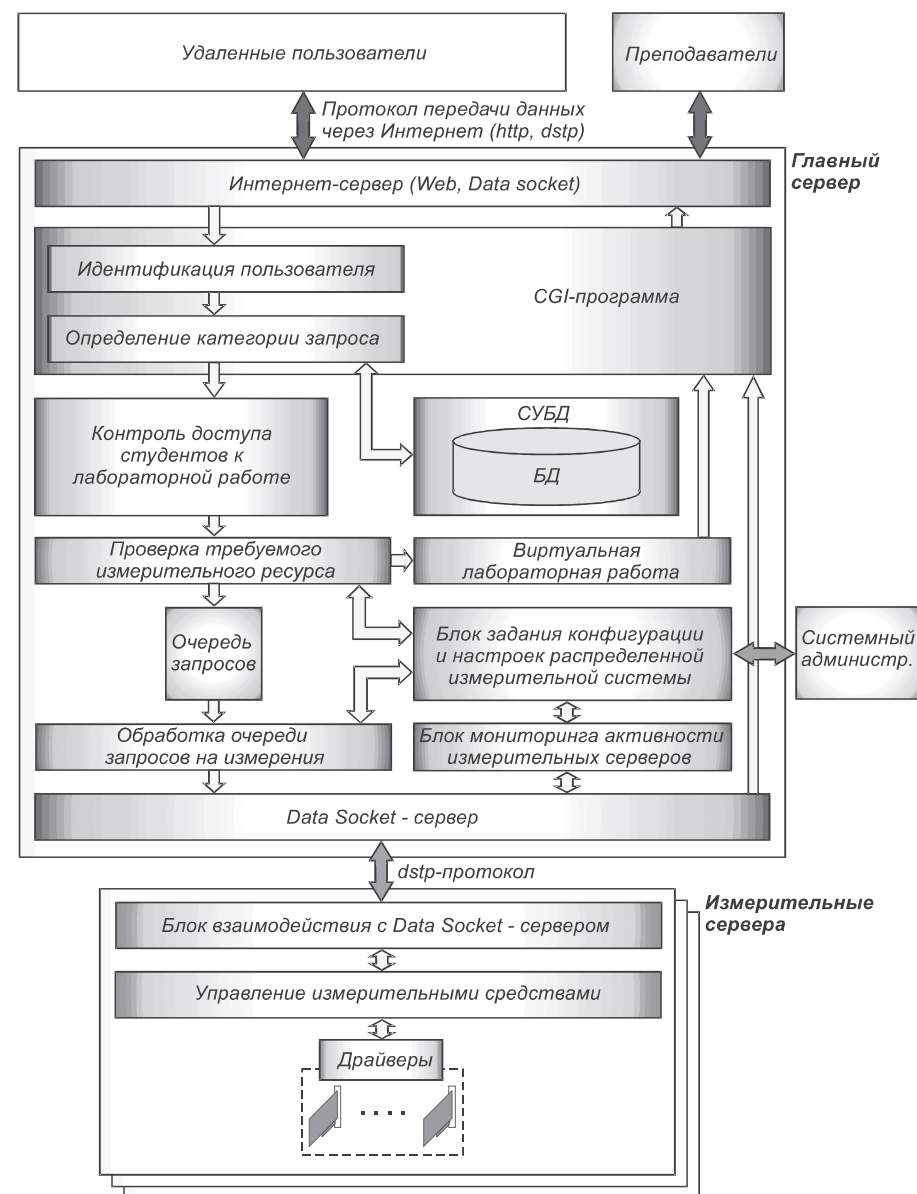 Удаленные пользователи
Преподаватели
Протокол передачи данных
через Интернет (http, dstp)
Главный
сервер
Интернет-сервер (Web, Data socket)
Идентификация пользователя
CGI-программа
Определение категории запроса
Контроль доступа
студентов к
лабораторной работе
СУБД
БД
Проверка требуемого
измерительного ресурса
Виртуальная
лабораторная работа
Очередь
запросов
Блок задания конфигурации
и настроек распределенной
измерительной системы
Системный
администр.
Обработка очереди
запросов на измерения
Блок мониторинга активности
измерительных серверов
Data Socket - сервер
dstp-протокол
Измерительные
сервера
Блок взаимодействия с Data Socket - сервером
Управление измерительными средствами
Драйверы